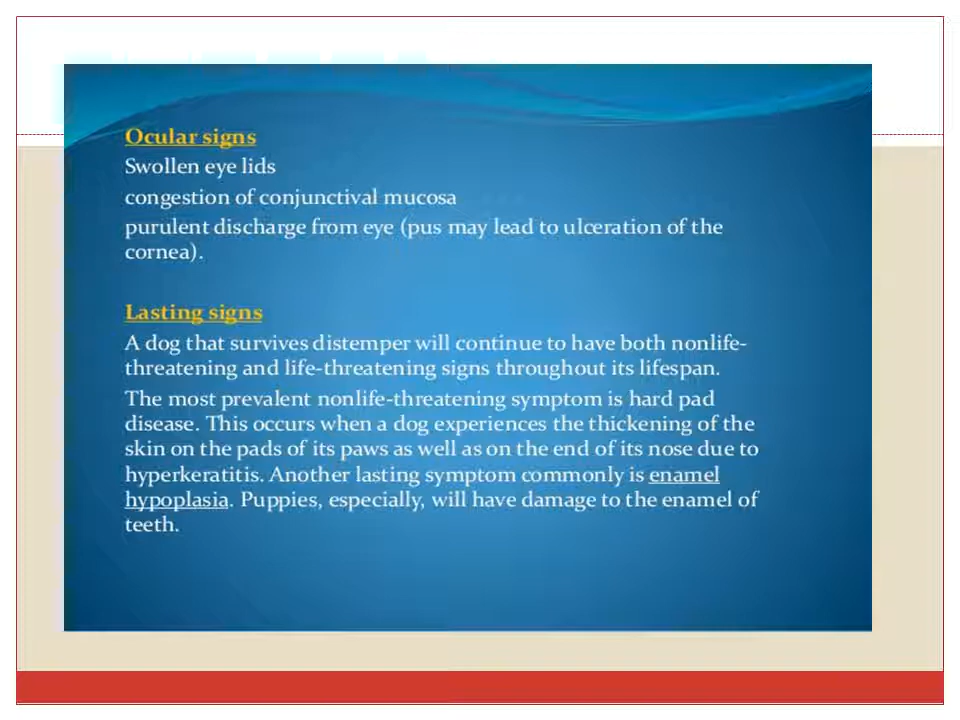 Ocular signs
Swollen eye lids
congestion of conjunctival mucosa
purulent discharge from eye (pus may lead to ulceration of the
cornea).
Lasting signs
A dog that survives distemper will continue to have both nonlife-
threatening and life-threatening signs throughout its lifespan.
The most prevalent nonlife-threatening symptom is hard pad
disease. This occurs when a dog experiences the thickening of the
skin on the pads of its paws as well as on the end of its nose due to
hyperkeratitis. Another lasting symptom commonly is enamel
hypoplasia. Puppies, especially, will have damage to the enamel of
teeth.